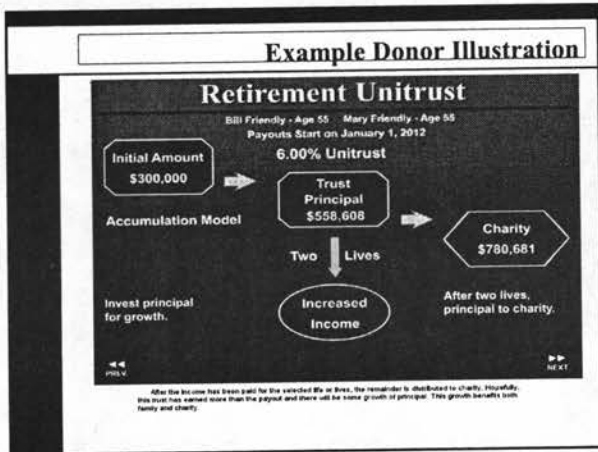 Example Donor Illustration
Retirement Unitrust
Bill Friendly - Age 55 Mary Friendly - Age 55
Payouts Start on January 1, 2012
6.00% Unitrust
Initial Amount
$300,000
Trust
Principal
$558,608
Accumulation Model
Charity
$780,681
Two Lives
Invest principal
for growth.
Increased
Income
After two lives,
principal to charity.
PREV.
NEXT
After the income has been paid for the selected life or lives, the remainder is distributed to charity. Hopefully,
this trust has earned more than the payout and there will be some growth of principal. This growth benefits both
family and charity.